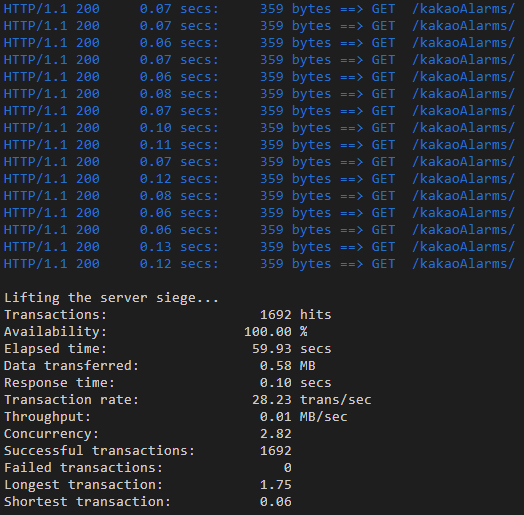 HTTP/1.1 200     0.07 secs:     359 bytes ==> GET  /kakaoAlarms/
HTTP/1.1 200     0.07 secs:     359 bytes ==> GET  /kakaoAlarms/
HTTP/1.1 200     0.06 secs:     359 bytes ==> GET  /kakaoAlarms/
HTTP/1.1 200     0.07 secs:     359 bytes ==> GET  /kakaoAlarms/
HTTP/1.1 200     0.06 secs:     359 bytes ==> GET  /kakaoAlarms/
HTTP/1.1 200     0.08 secs:     359 bytes ==> GET  /kakaoAlarms/
HTTP/1.1 200     0.07 secs:     359 bytes ==> GET  /kakaoAlarms/
HTTP/1.1 200     0.10 secs:     359 bytes ==> GET  /kakaoAlarms/
HTTP/1.1 200     0.11 secs:     359 bytes ==> GET  /kakaoAlarms/
HTTP/1.1 200     0.07 secs:     359 bytes ==> GET  /kakaoAlarms/
HTTP/1.1 200     0.12 secs:     359 bytes ==> GET  /kakaoAlarms/
HTTP/1.1 200     0.08 secs:     359 bytes ==> GET  /kakaoAlarms/
HTTP/1.1 200     0.06 secs:     359 bytes ==> GET  /kakaoAlarms/
HTTP/1.1 200     0.06 secs:     359 bytes ==> GET  /kakaoAlarms/
HTTP/1.1 200     0.13 secs:     359 bytes ==> GET  /kakaoAlarms/
HTTP/1.1 200     0.12 secs:     359 bytes ==> GET  /kakaoAlarms/
Lifting the server siege...
Transactions:                   1692 hits
Availability:                 100.00 %
Elapsed time:                  59.93 secs
Data transferred:               0.58 MB
Response time:                  0.10 secs
Transaction rate:              28.23 trans/sec
Throughput:                     0.01 MB/sec
Concurrency:                    2.82
Successful transactions:        1692
Failed transactions:               0
Longest transaction:            1.75
Shortest transaction:           0.06